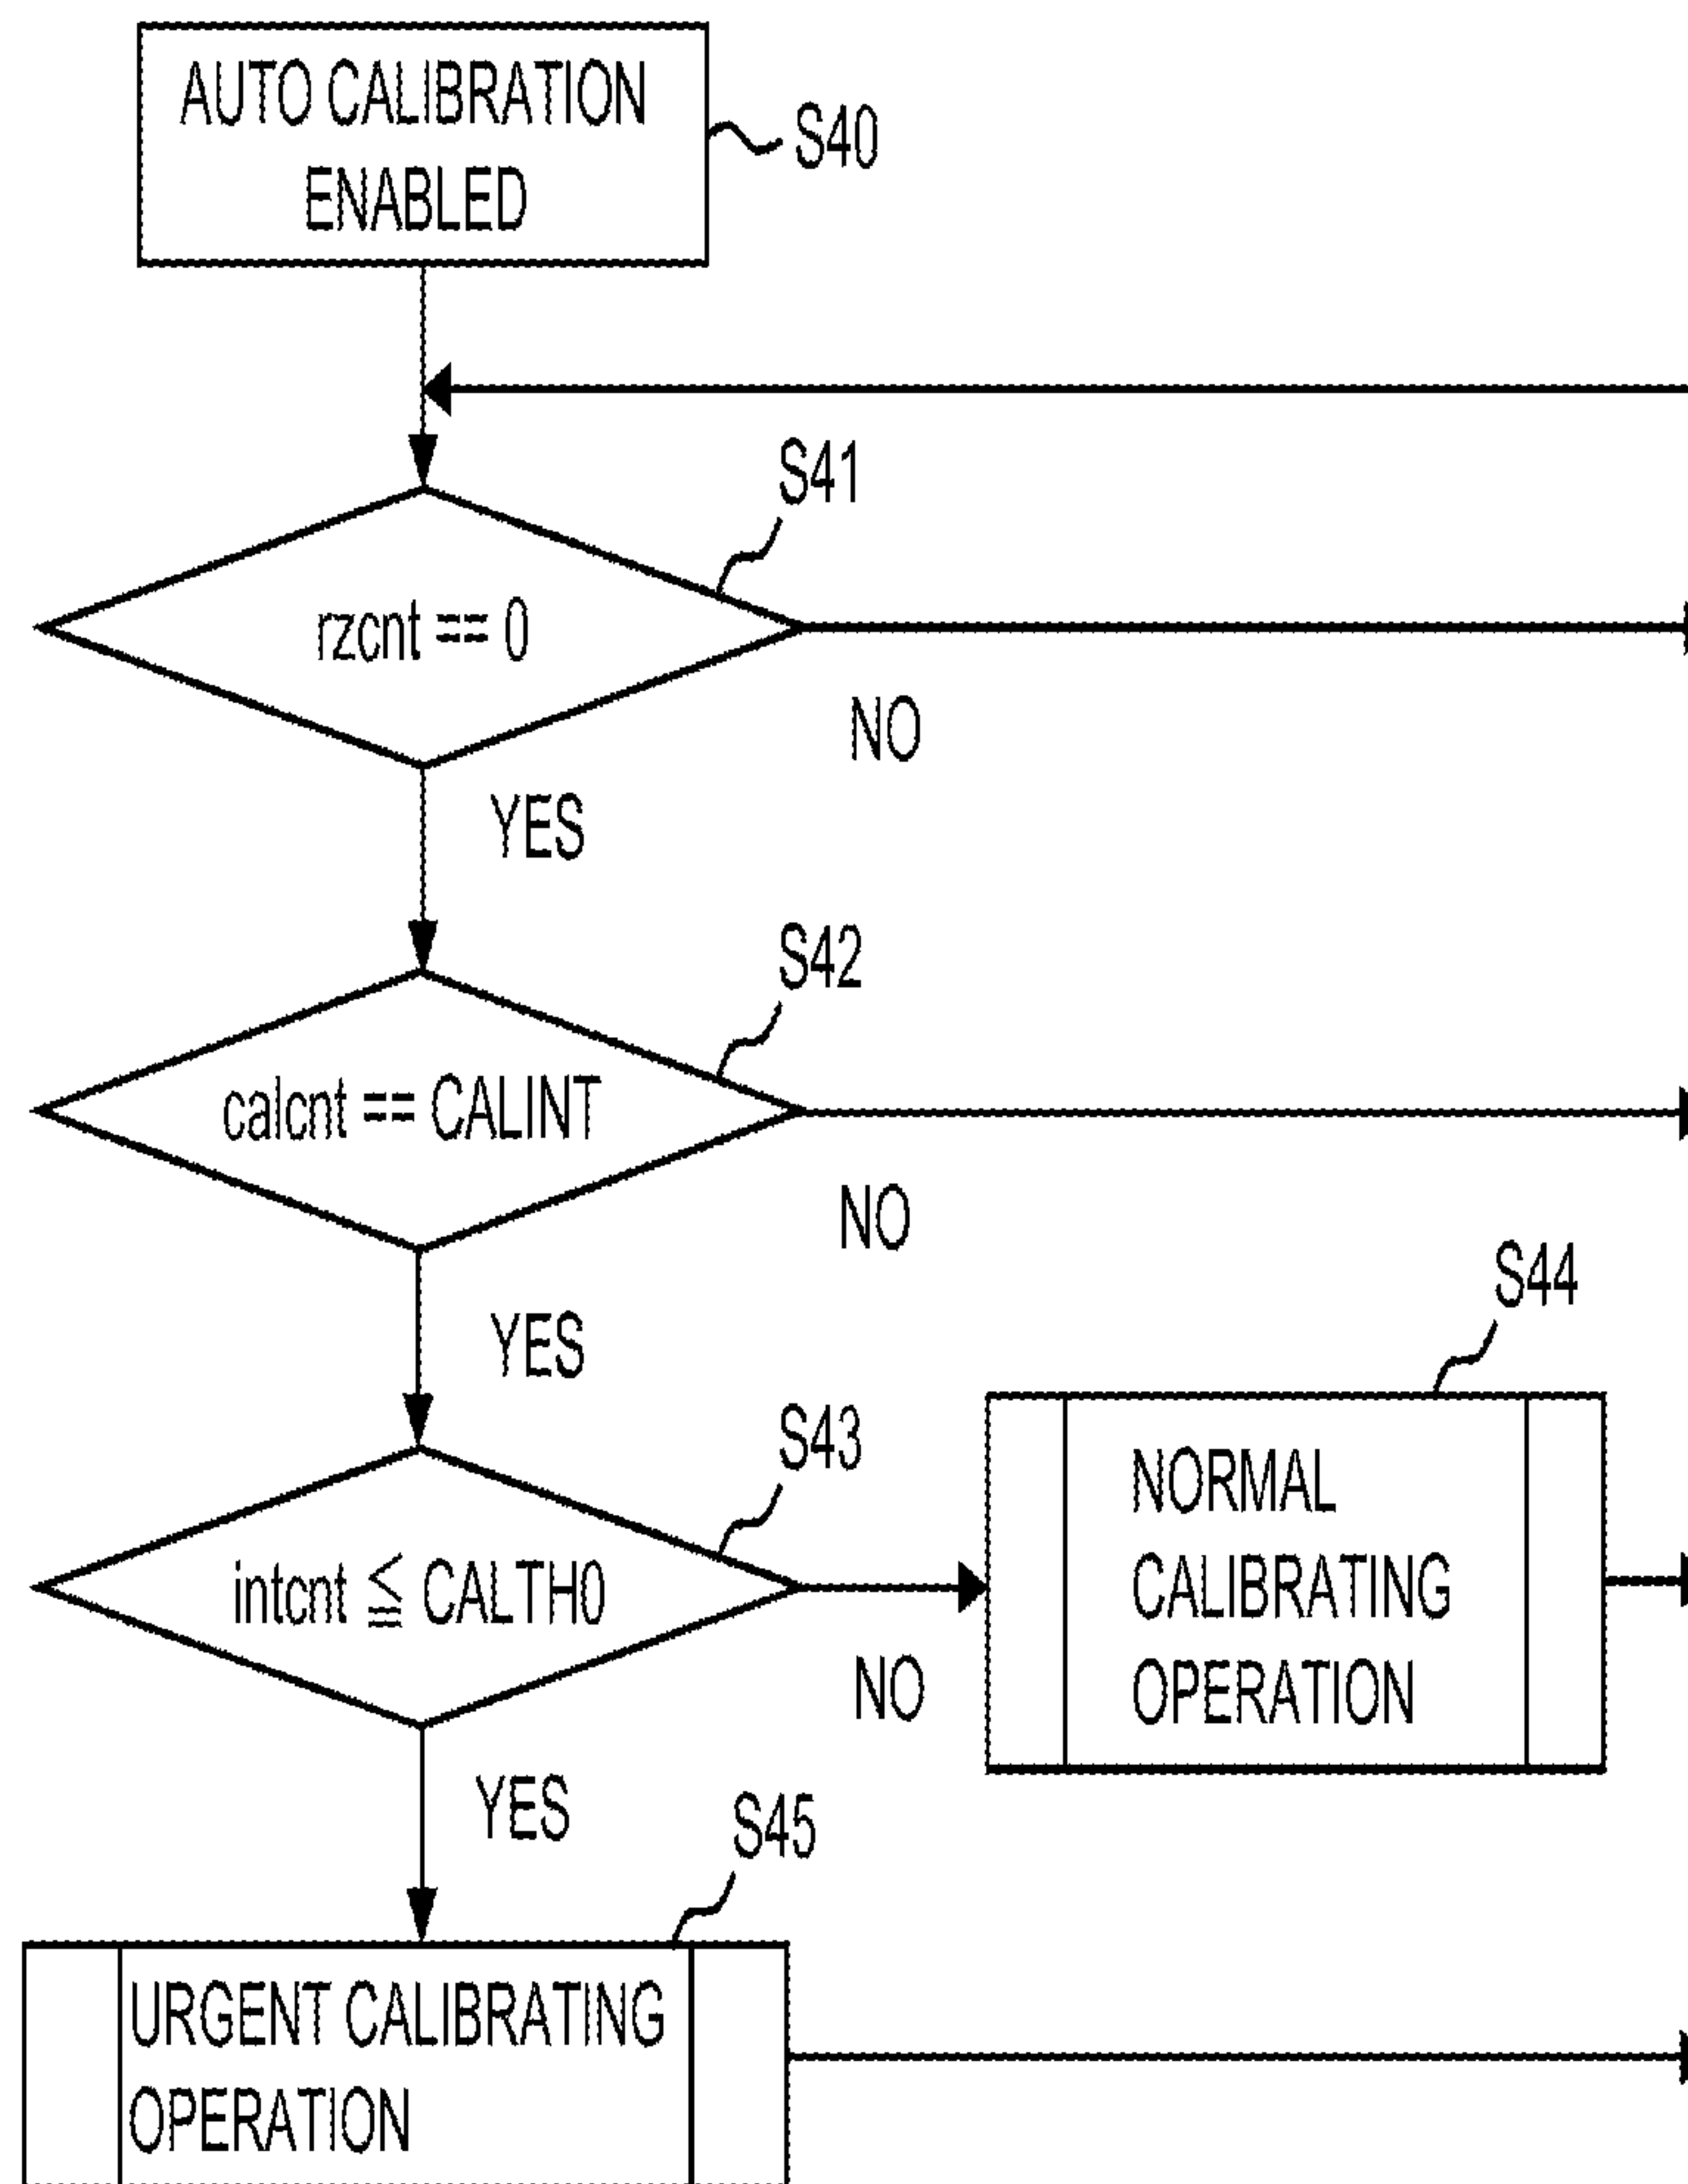 AUTO CALIBRATION
ENABLED
S40
S41
rzcnt == 0
NO
YES
S42
calcnt == CALINT
NO
YES
S43
intcnt ≦ CALTH0
NO
S44
NORMAL
CALIBRATING
OPERATION
YES
S45
URGENT CALIBRATING
OPERATION